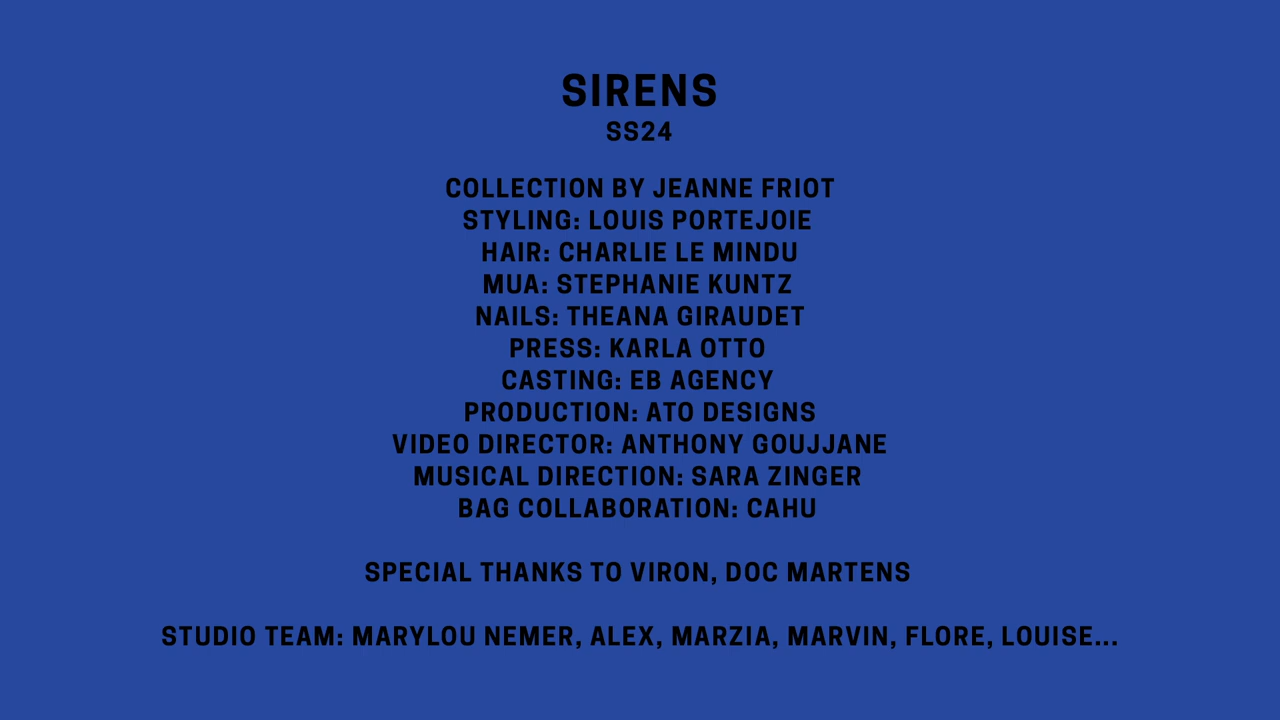 SIRENS
SS24
COLLECTION BY JEANNE FRIOT
STYLING: LOUIS PORTEJOIE
HAIR: CHARLIE LE MINDU
MUA: STEPHANIE KUNTZ
NAILS: THEANA GIRAUDET
PRESS: KARLA OTTO
CASTING: EB AGENCY
PRODUCTION: ATO DESIGNS
VIDEO DIRECTOR: ANTHONY GOUJJANE
MUSICAL DIRECTION: SARA ZINGER
BAG COLLABORATION: CAHU
SPECIAL THANKS TO VIRON, DOC MARTENS
STUDIO TEAM: MARYLOU NEMER, ALEX, MARZIA, MARVIN, FLORE, LOUISE...